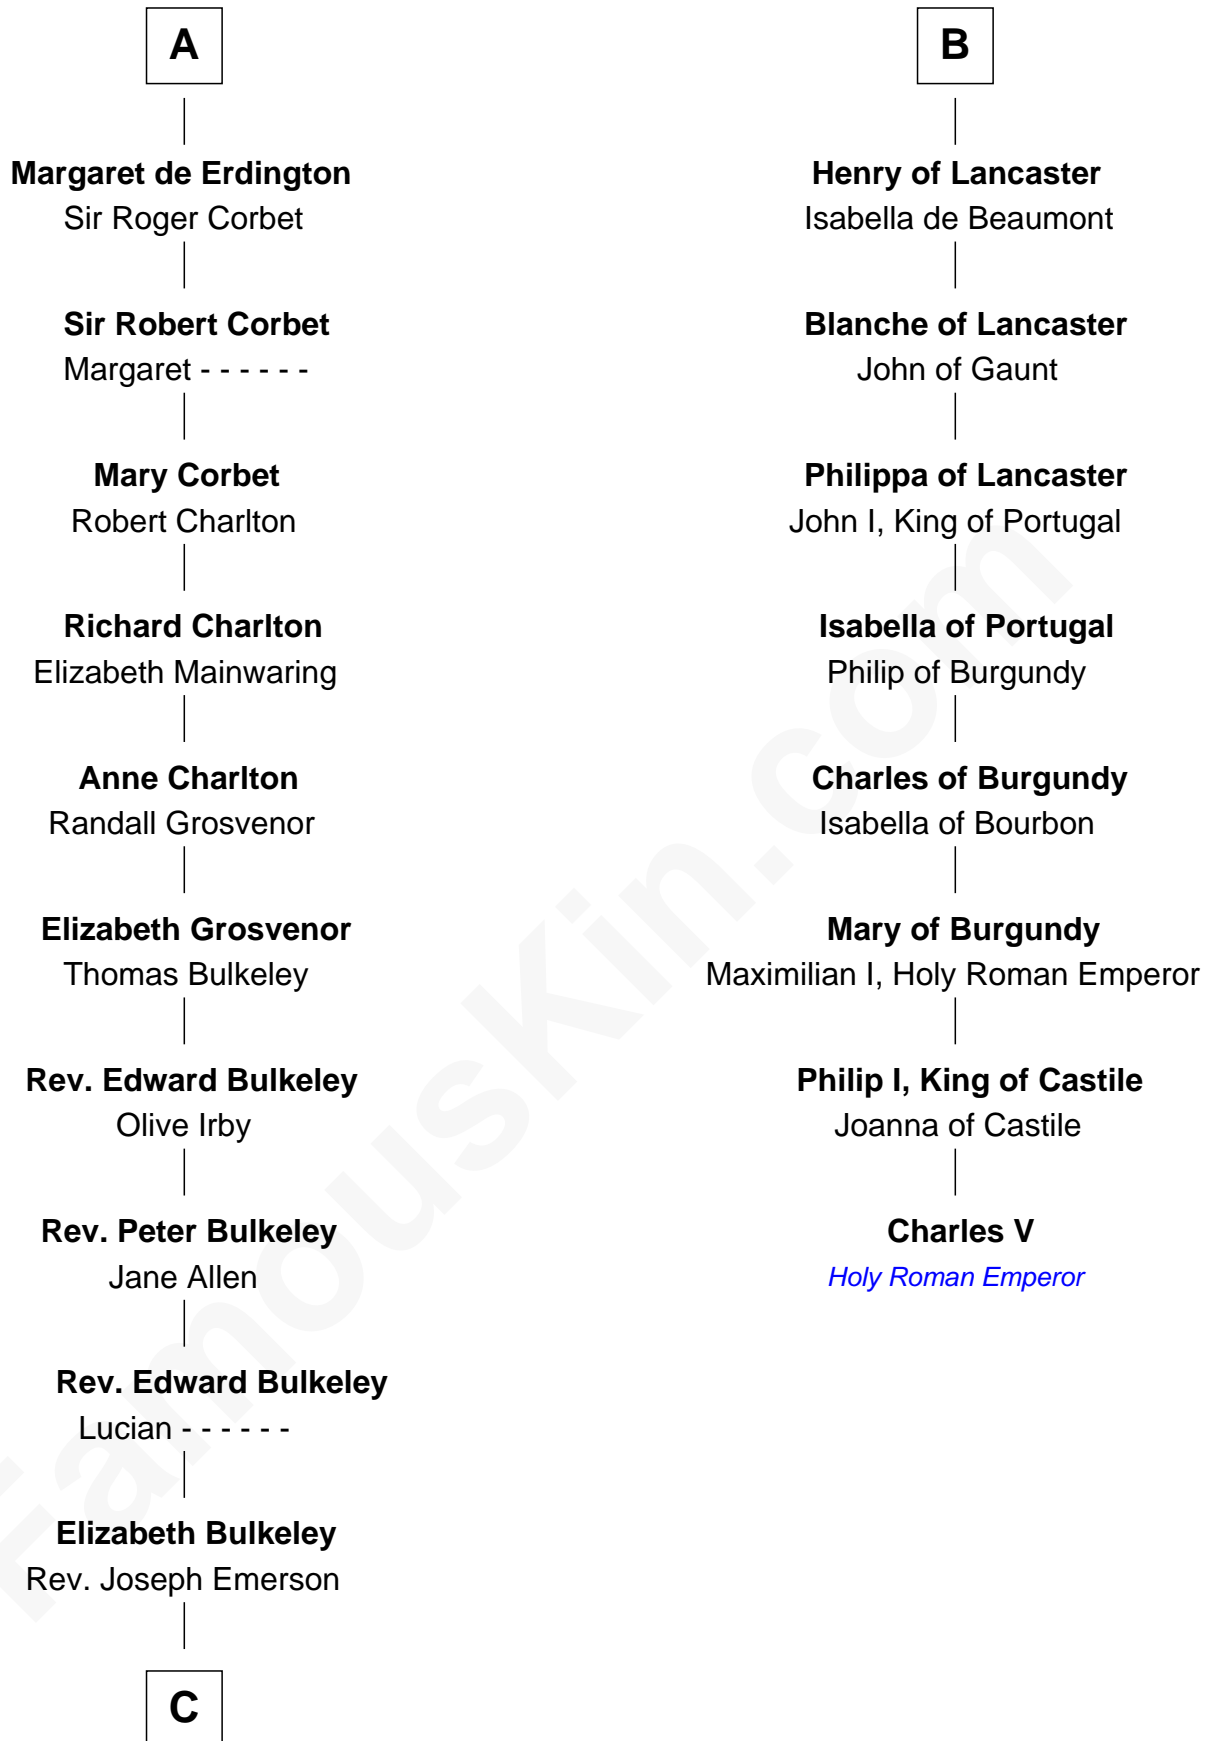 A
Margaret de Erdington
Sir Roger Corbet
Sir Robert Corbet
Margaret - - - - - -
Mary Corbet
Robert Charlton
Richard Charlton
Elizabeth Mainwaring
Anne Charlton
Randall Grosvenor
Elizabeth Grosvenor
Thomas Bulkeley
Rev. Edward Bulkeley
Olive Irby
Rev. Peter Bulkeley
Jane Allen
Rev. Edward Bulkeley
Lucian - - - - - -
Elizabeth Bulkeley
Rev. Joseph Emerson
C
B
Henry of Lancaster
Isabella de Beaumont
Blanche of Lancaster
John of Gaunt
Philippa of Lancaster
John I, King of Portugal
Isabella of Portugal
Philip of Burgundy
Charles of Burgundy
Isabella of Bourbon
Mary of Burgundy
Maximilian I, Holy Roman Emperor
Philip I, King of Castile
Joanna of Castile
Charles V
Holy Roman Emperor
FamousKin.com